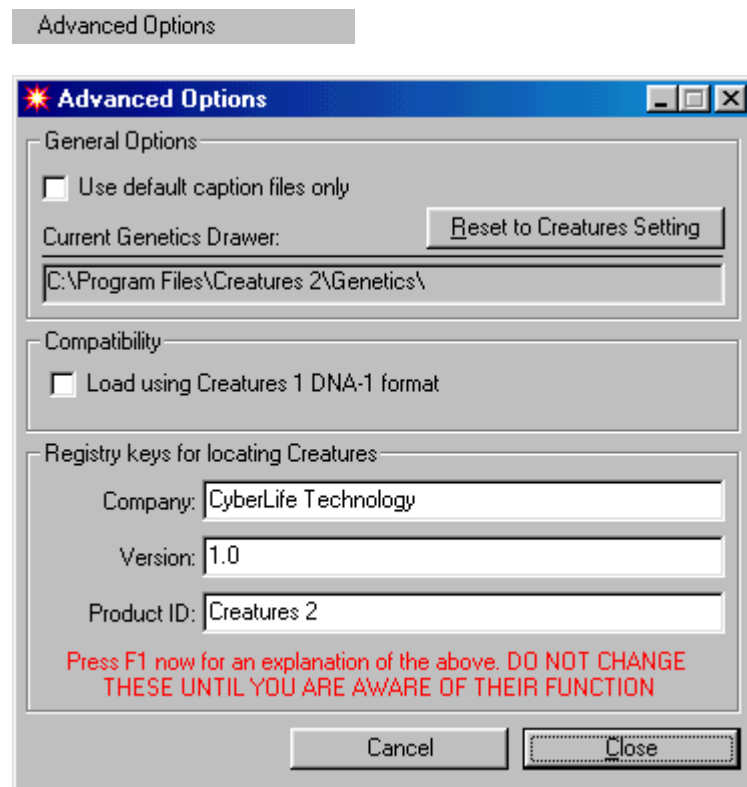 Advanced Options
Advanced Options
General Options
Use default caption files only
Current Genetics Drawer:
Reset to Creatures Setting
C:\Program Files\Creatures 2\Genetics\
Compatibility
Load using Creatures 1 DNA-1 format
Registry keys for locating Creatures
Company: CyberLife Technology
Version: 1.0
Product ID: Creatures 2
Press F1 now for an explanation of the above. DO NOT CHANGE
THESE UNTIL YOU ARE AWARE OF THEIR FUNCTION
Cancel Close